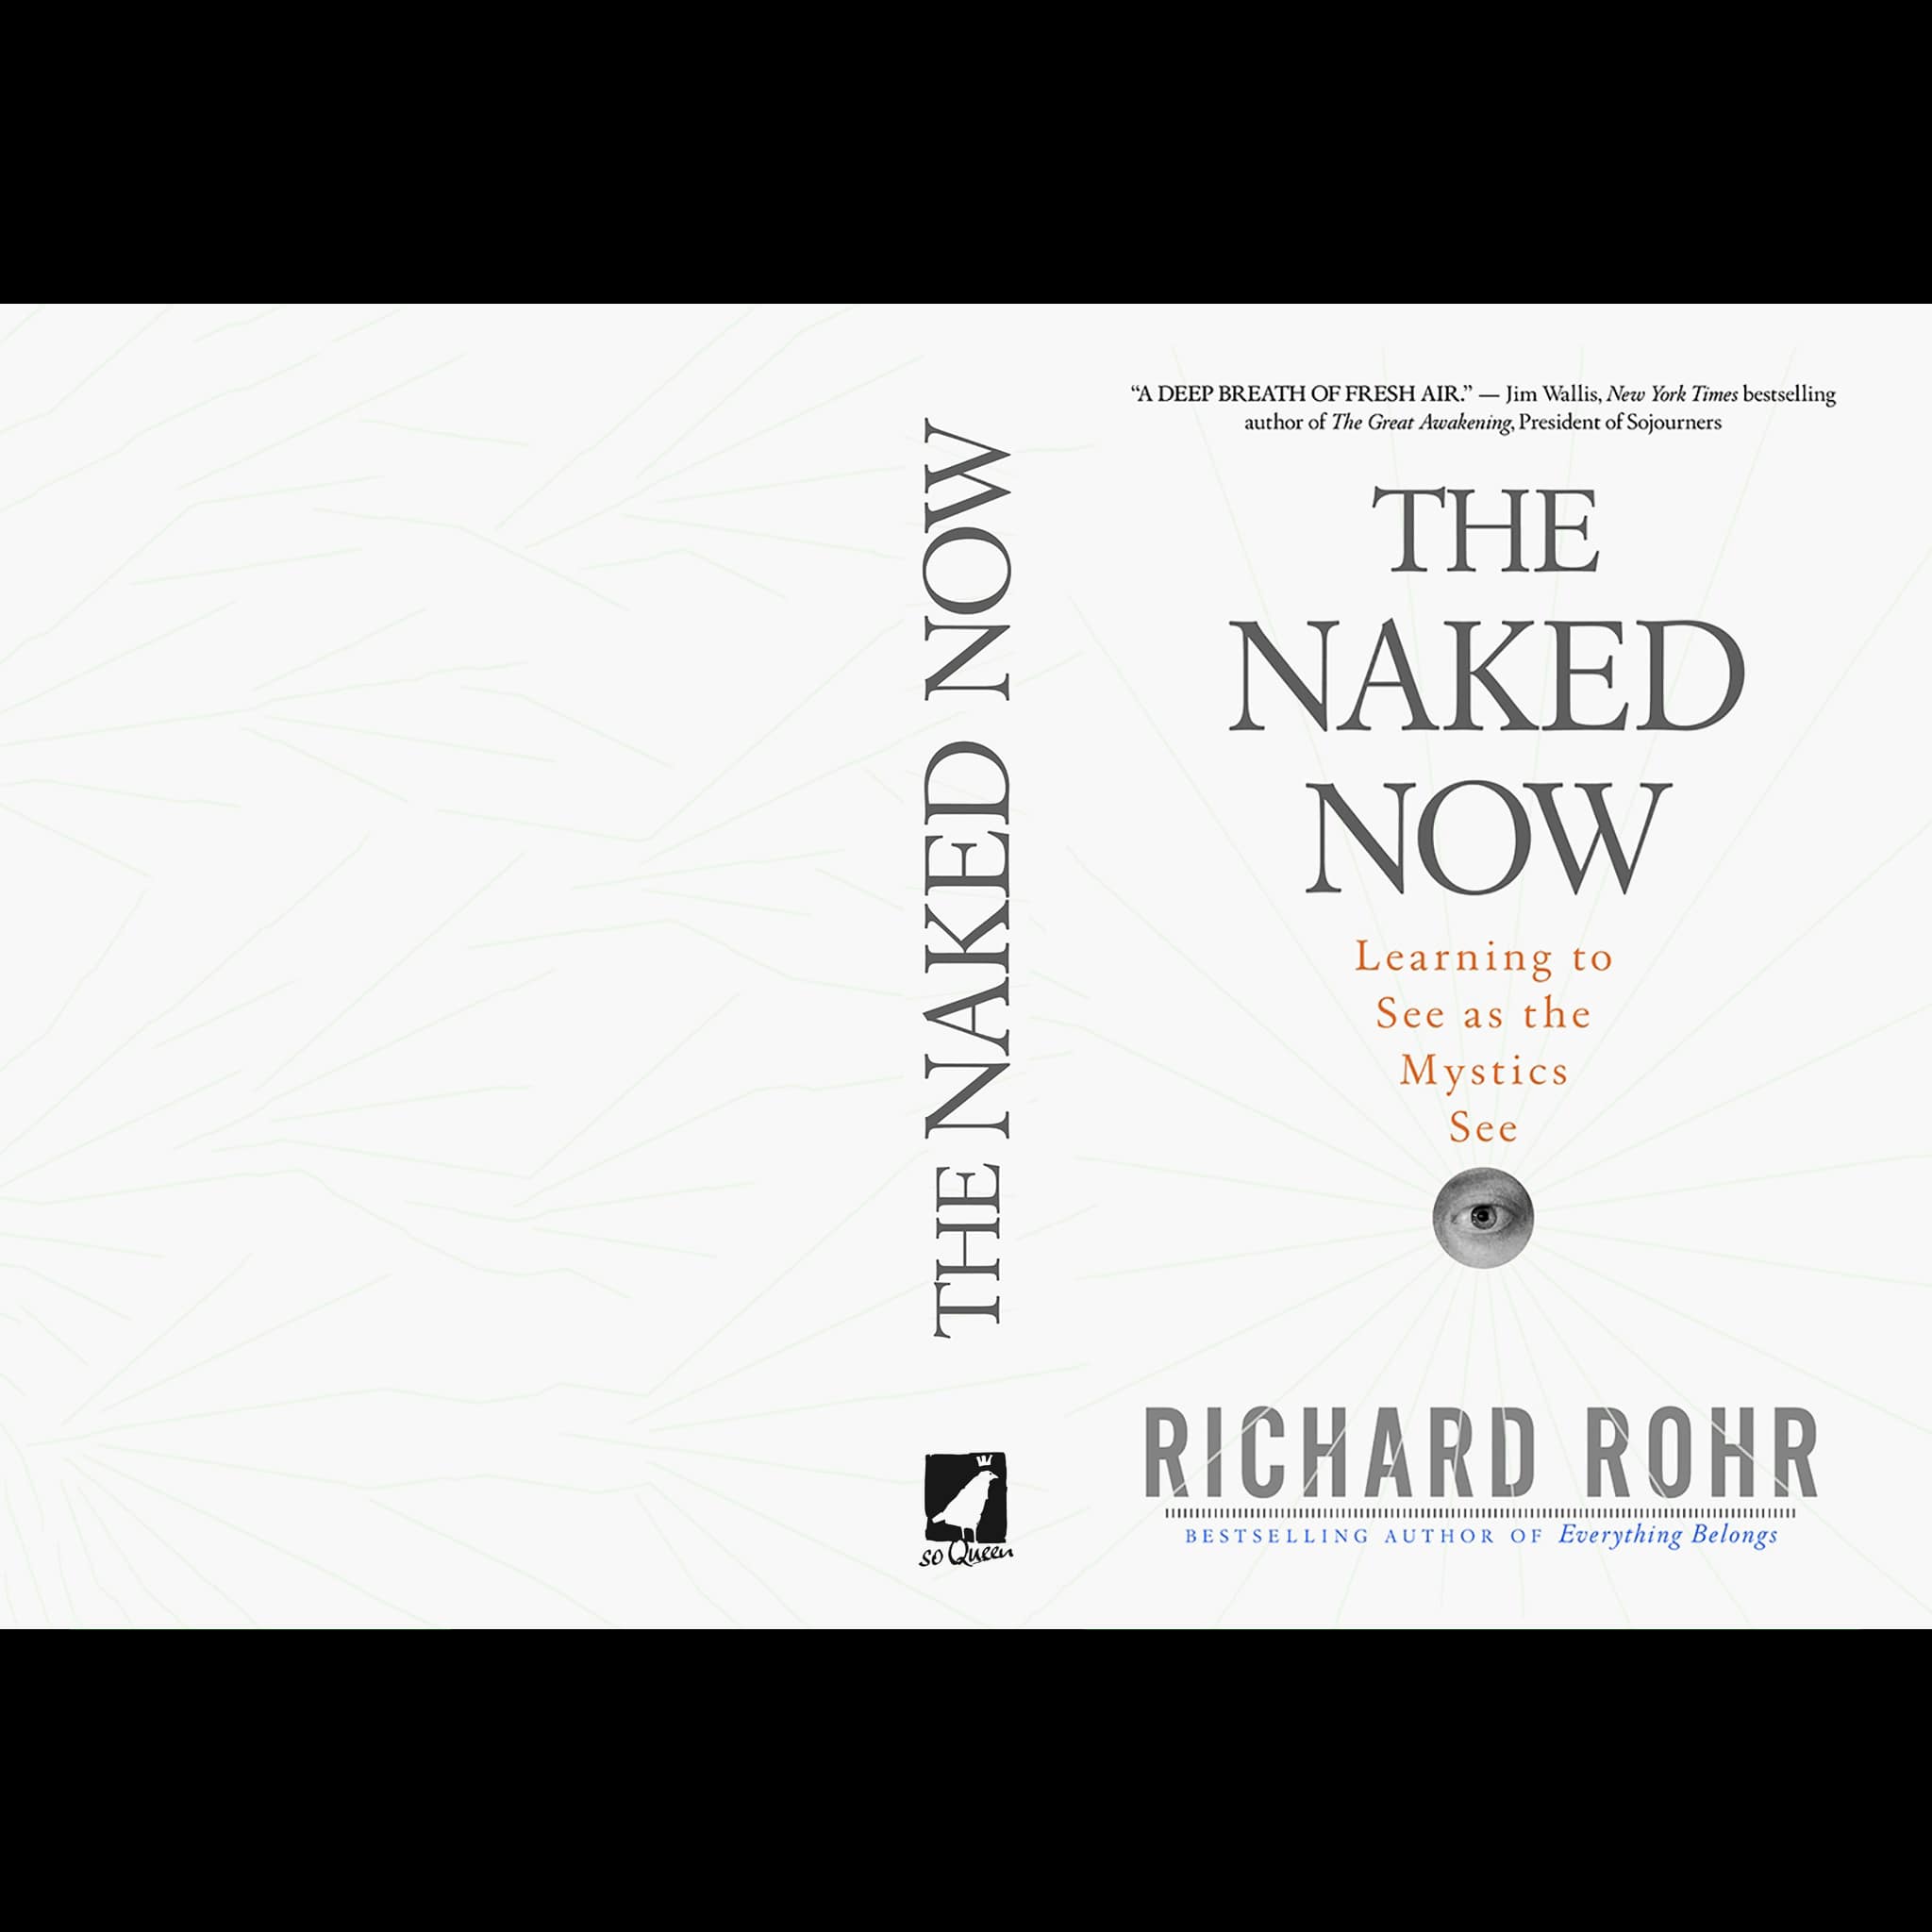 THE NAKED NOW
so Queen
“A DEEP BREATH OF FRESH AIR.” — Jim Wallis, New York Times bestselling
author of The Great Awakening, President of Sojourners
THE
NAKED
NOW
Learning to
See as the
Mystics
See
RICHARD ROHR
BESTSELLING AUTHOR OF Everything Belongs